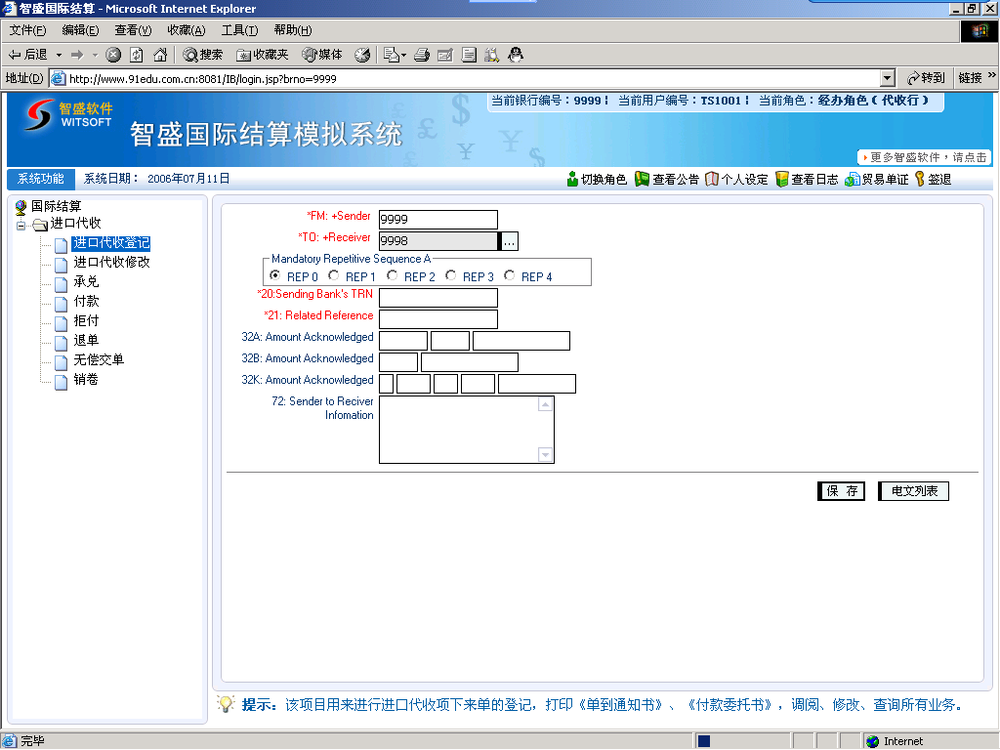 智盛国际结算 - Microsoft Internet Explorer
文件(F) 编辑(E) 查看(V) 收藏(A) 工具(T) 帮助(H)
后退 搜索 收藏夹 媒体
地址(D) http://www.91edu.com.cn:8081/IB/login.jsp?brno=9999 转到 链接 »
智盛软件
WITSOFT
智盛国际结算模拟系统
当前银行编号：9999 | 当前用户编号：TS1001 | 当前角色：经办角色（代收行）
更多智盛软件，请点击
系统功能 系统日期： 2006年07月11日 切换角色 查看公告 个人设定 查看日志 贸易单证 签退
国际结算
进口代收
进口代收登记
进口代收修改
承兑
付款
拒付
退单
无偿交单
销卷
*FM: +Sender 9999
*TO: +Receiver 9998 ...
Mandatory Repetitive Sequence A
REP 0 REP 1 REP 2 REP 3 REP 4
*20:Sending Bank's TRN
*21: Related Reference
32A: Amount Acknowledged
32B: Amount Acknowledged
32K: Amount Acknowledged
72: Sender to Reciver
Infomation
保 存 电文列表
提示：该项目用来进行进口代收项下来单的登记，打印《单到通知书》、《付款委托书》，调阅、修改、查询所有业务。
完毕 Internet